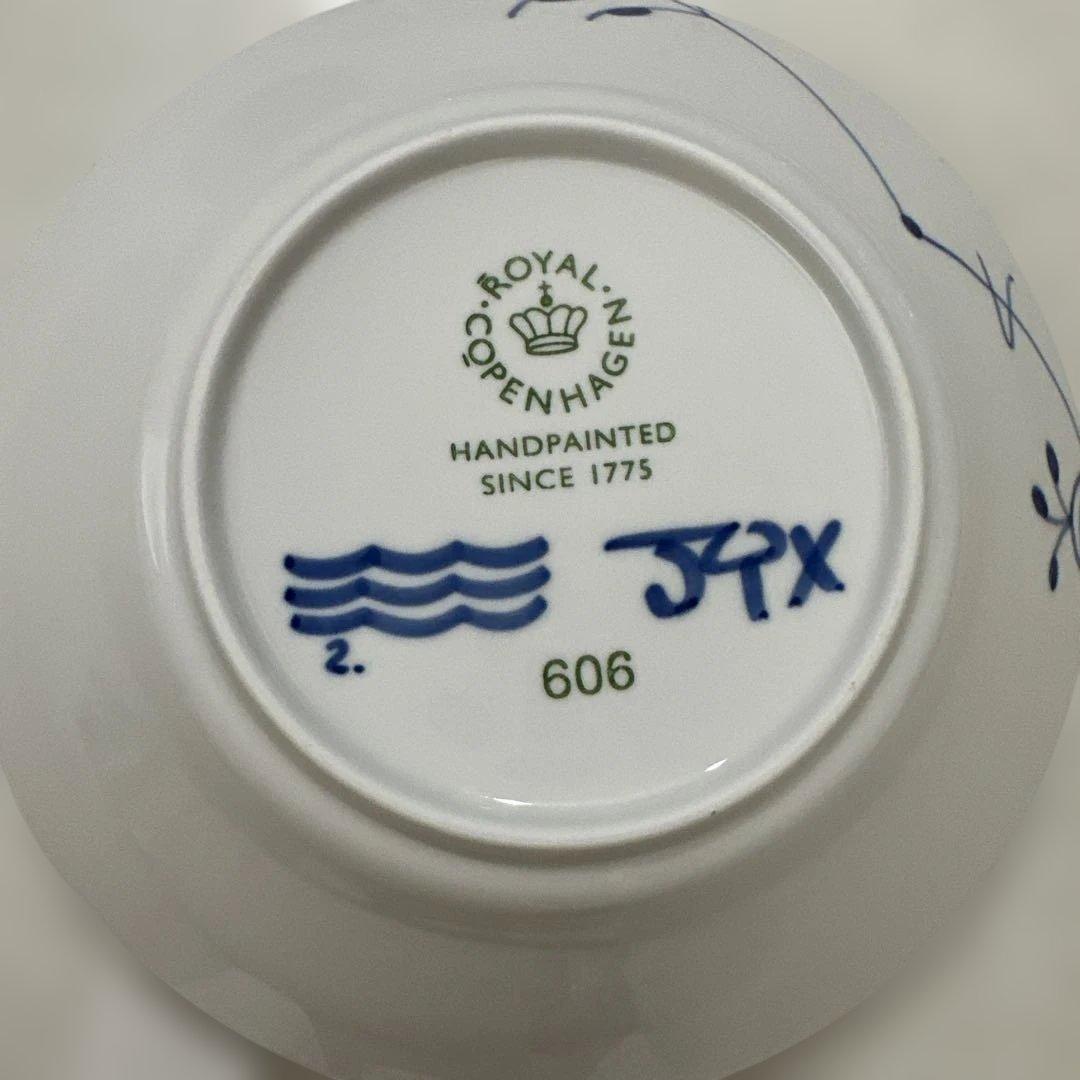 ROYAL · COPENHAGEN ·
HANDPAINTED
SINCE 1775
2.
606